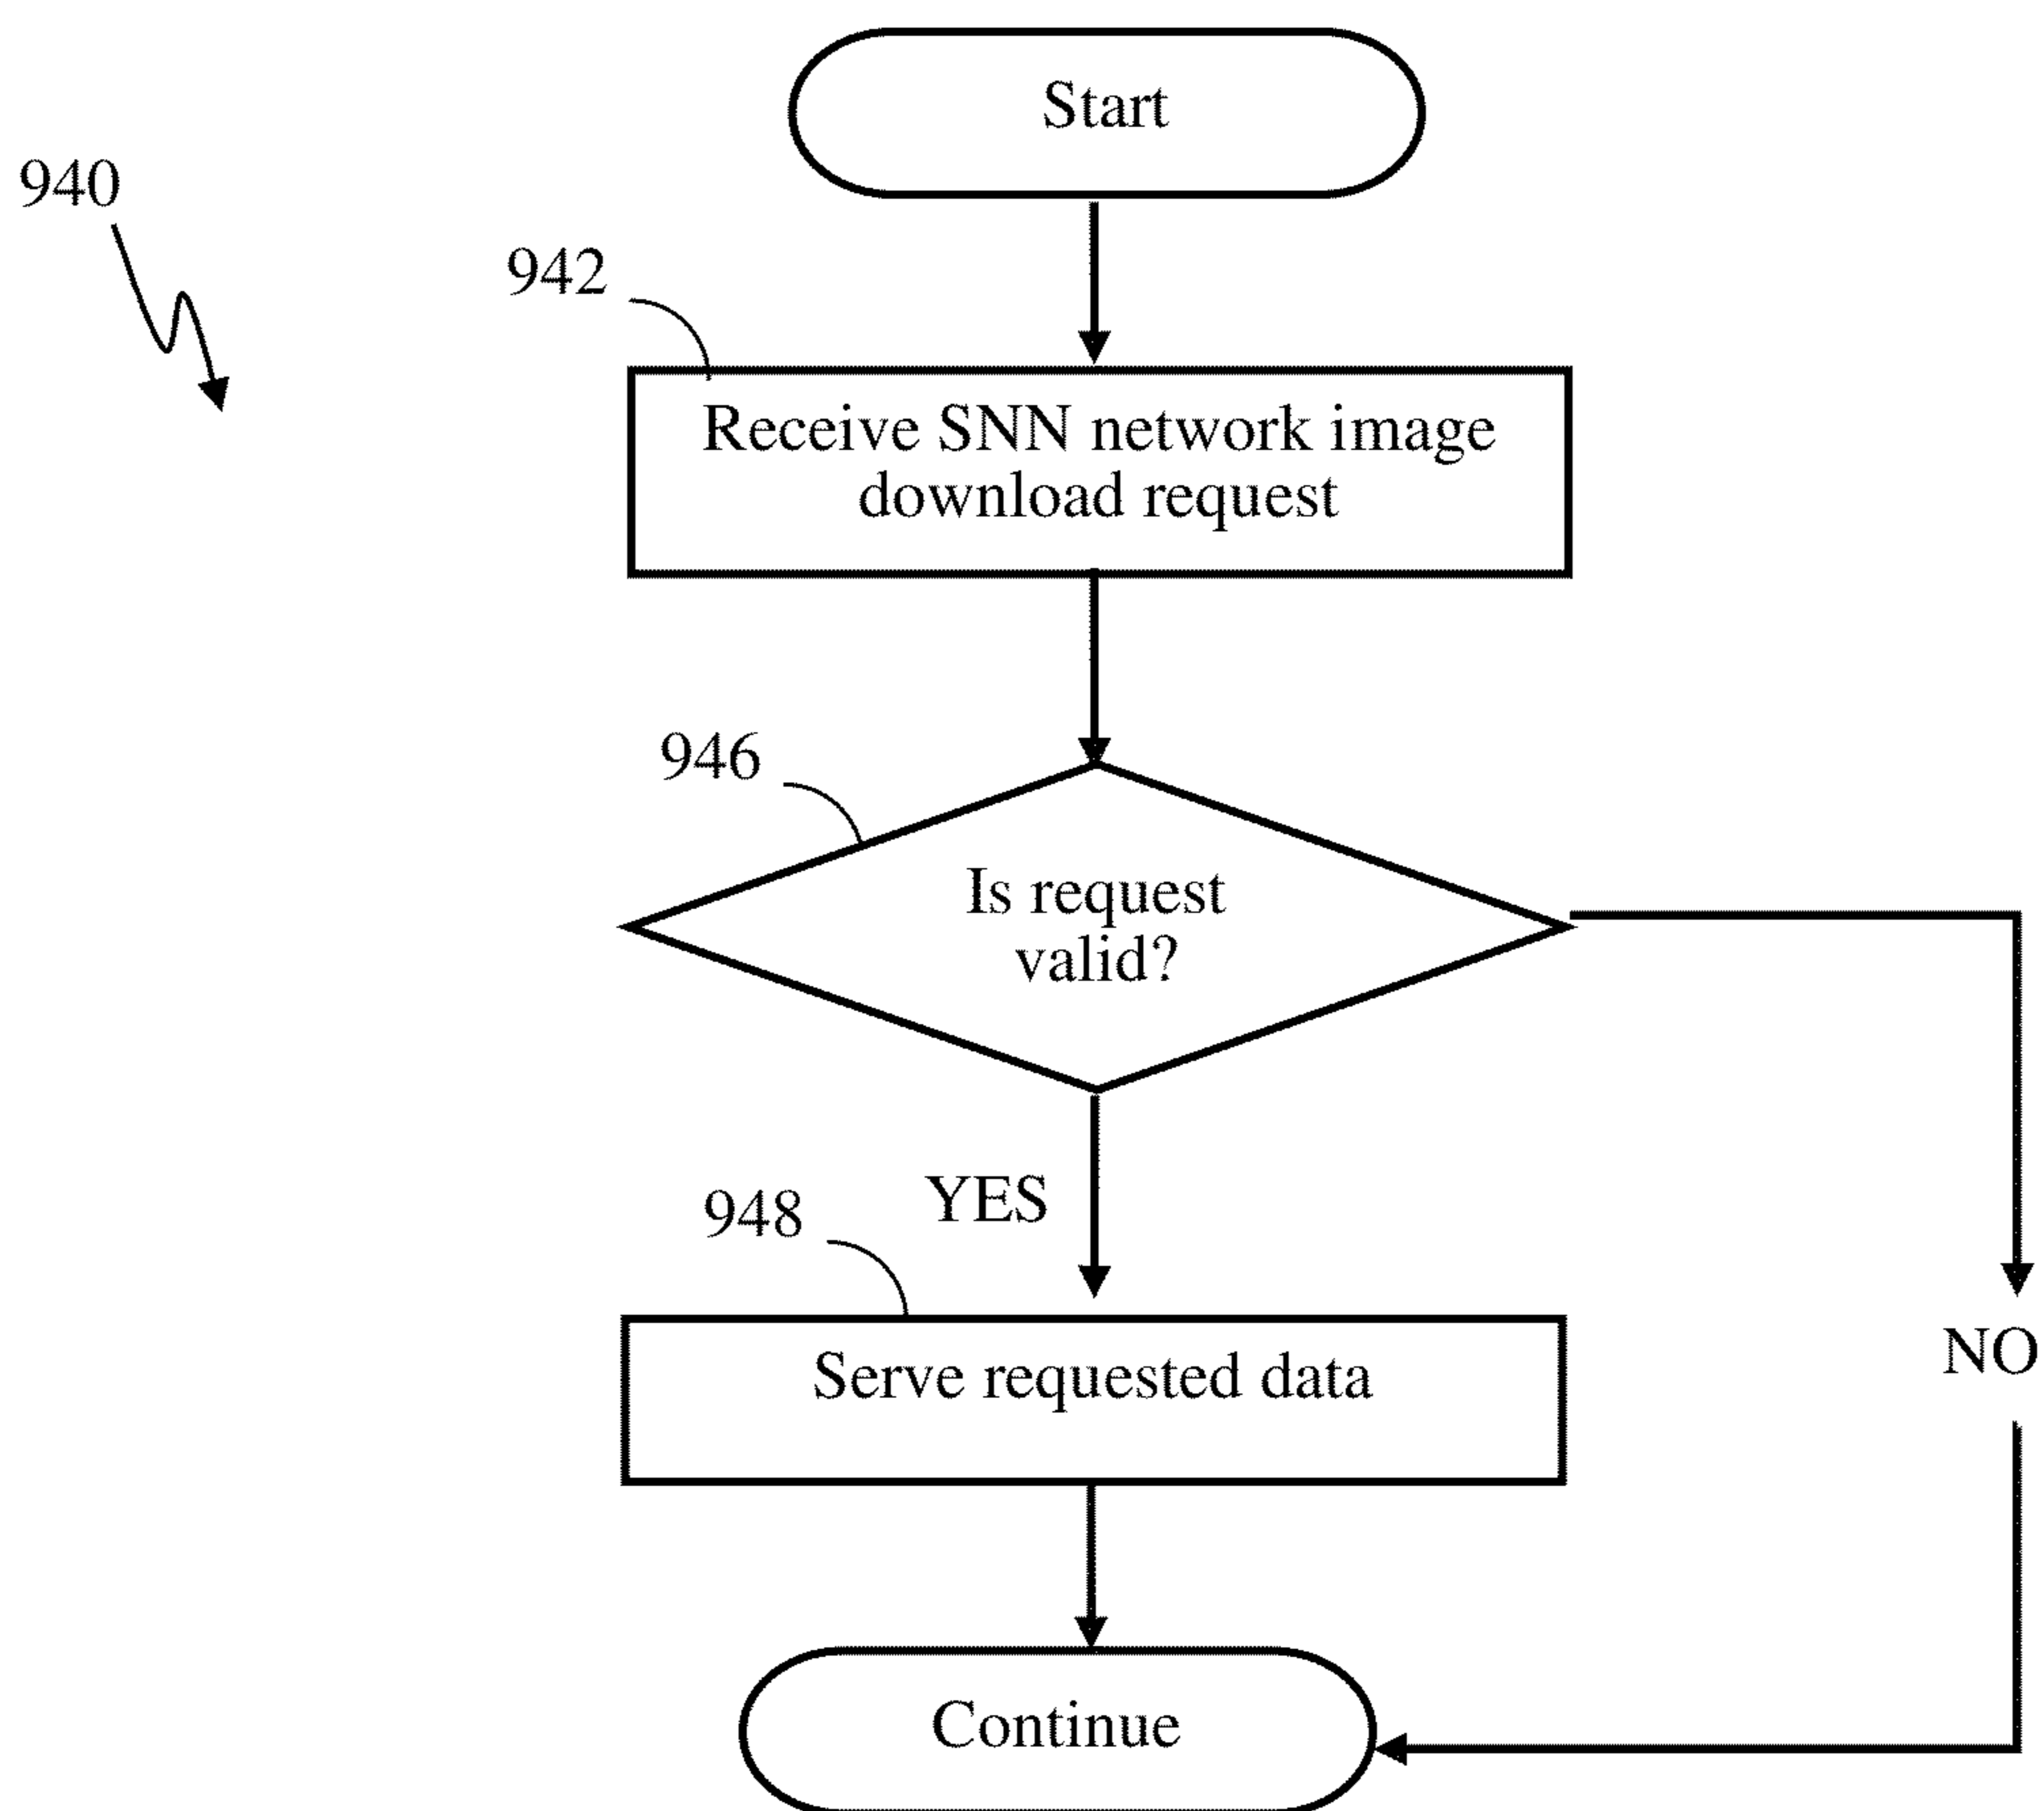 Start
940
942
Receive SNN network image
download request
946
Is request
valid?
YES
948
NO
Serve requested data
Continue